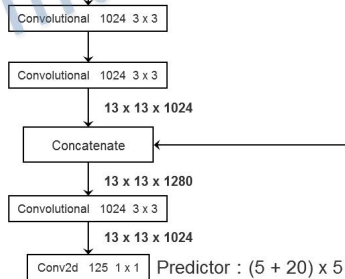 Convolutional 1024 3 x 3
Convolutional 1024 3 x 3
13 x 13 x 1024
Concatenate
13 x 13 x 1280
Convolutional 1024 3 x 3
13 x 13 x 1024
Conv2d 125 1 x 1 Predictor : (5 + 20) x 5